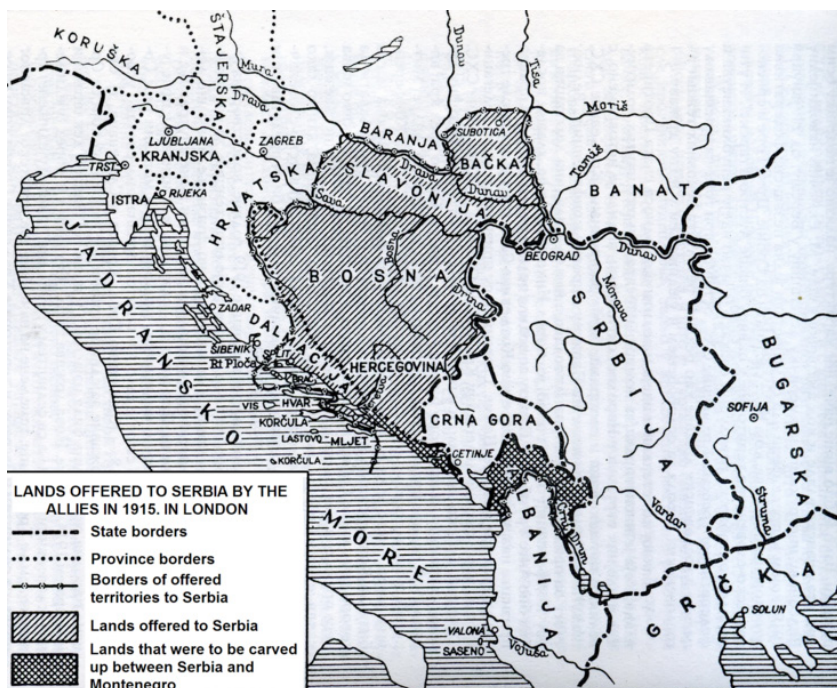 KORUŠKA
ŠTAJERSKA
Mura
Drava
Dunav
Tisa
Moriš
LJUBLJANA
KRANJSKA
ZAGREB
BARANJA
SUBOTICA
BAČKA
Drava
Dunav
Tamiš
BANAT
TRST
ISTRA
RIJEKA
HRVATSKA
SLAVONIJA
Sava
BEOGRAD
Dunav
JADRANSKO
BOSNA
Bosna
Drina
Morava
SRBIJA
ZADAR
DALMACIJA
ŠIBENIK
SPLIT
Rt Ploča
BRAČ
HERCEGOVINA
VIS
HVAR
KORČULA
LASTOVO
MLJET
KORČULA
CRNA GORA
CETINJE
BUGARSKA
SOFIJA
Struma
Vardar
ALBANIJA
Crni Drim
MORE
GRČKA
SOLUN
VALONA
SASENO
Vojuša
LANDS OFFERED TO SERBIA BY THE
ALLIES IN 1915. IN LONDON
State borders
Province borders
Borders of offered
territories to Serbia
Lands offered to Serbia
Lands that were to be carved
up between Serbia and
Montenegro